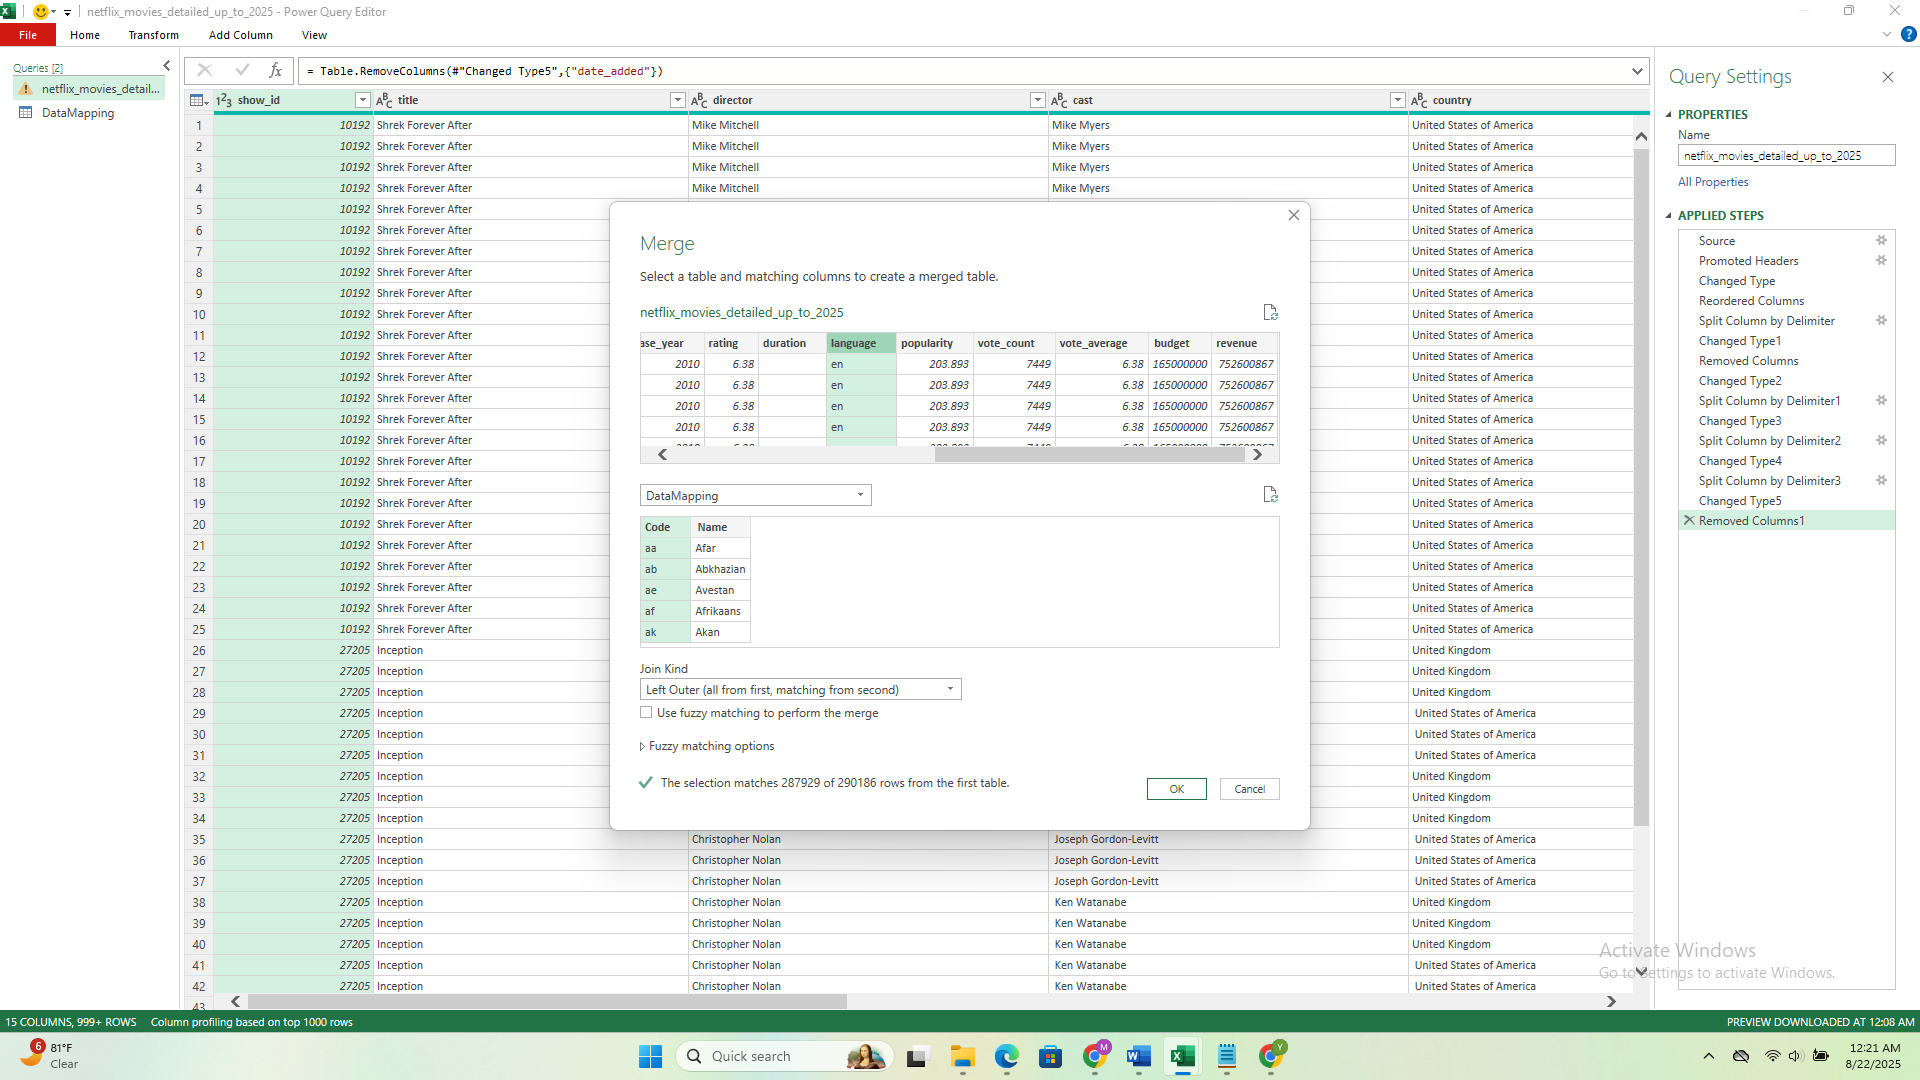 netflix_movies_detailed_up_to_2025 - Power Query Editor
File Home Transform Add Column View
Queries [2]
netflix_movies_detail...
DataMapping
= Table.RemoveColumns(#"Changed Type5",{"date_added"})
show_id title director cast country
1 10192 Shrek Forever After Mike Mitchell Mike Myers United States of America
2 10192 Shrek Forever After Mike Mitchell Mike Myers United States of America
3 10192 Shrek Forever After Mike Mitchell Mike Myers United States of America
4 10192 Shrek Forever After Mike Mitchell Mike Myers United States of America
5 10192 Shrek Forever After United States of America
6 10192 Shrek Forever After United States of America
7 10192 Shrek Forever After United States of America
8 10192 Shrek Forever After United States of America
9 10192 Shrek Forever After United States of America
10 10192 Shrek Forever After United States of America
11 10192 Shrek Forever After United States of America
12 10192 Shrek Forever After United States of America
13 10192 Shrek Forever After United States of America
14 10192 Shrek Forever After United States of America
15 10192 Shrek Forever After United States of America
16 10192 Shrek Forever After United States of America
17 10192 Shrek Forever After United States of America
18 10192 Shrek Forever After United States of America
19 10192 Shrek Forever After United States of America
20 10192 Shrek Forever After United States of America
21 10192 Shrek Forever After United States of America
22 10192 Shrek Forever After United States of America
23 10192 Shrek Forever After United States of America
24 10192 Shrek Forever After United States of America
25 10192 Shrek Forever After United States of America
26 27205 Inception United Kingdom
27 27205 Inception United Kingdom
28 27205 Inception United Kingdom
29 27205 Inception United States of America
30 27205 Inception United States of America
31 27205 Inception United States of America
32 27205 Inception United Kingdom
33 27205 Inception United Kingdom
34 27205 Inception United Kingdom
35 27205 Inception Christopher Nolan Joseph Gordon-Levitt United States of America
36 27205 Inception Christopher Nolan Joseph Gordon-Levitt United States of America
37 27205 Inception Christopher Nolan Joseph Gordon-Levitt United States of America
38 27205 Inception Christopher Nolan Ken Watanabe United Kingdom
39 27205 Inception Christopher Nolan Ken Watanabe United Kingdom
40 27205 Inception Christopher Nolan Ken Watanabe United Kingdom
41 27205 Inception Christopher Nolan Ken Watanabe United States of America
42 27205 Inception Christopher Nolan Ken Watanabe United States of America
43
Merge
Select a table and matching columns to create a merged table.
netflix_movies_detailed_up_to_2025
ase_year rating duration language popularity vote_count vote_average budget revenue
2010 6.38 en 203.893 7449 6.38 165000000 752600867
2010 6.38 en 203.893 7449 6.38 165000000 752600867
2010 6.38 en 203.893 7449 6.38 165000000 752600867
2010 6.38 en 203.893 7449 6.38 165000000 752600867
DataMapping
Code Name
aa Afar
ab Abkhazian
ae Avestan
af Afrikaans
ak Akan
Join Kind
Left Outer (all from first, matching from second)
Use fuzzy matching to perform the merge
Fuzzy matching options
The selection matches 287929 of 290186 rows from the first table.
OK Cancel
Query Settings
PROPERTIES
Name
netflix_movies_detailed_up_to_2025
All Properties
APPLIED STEPS
Source
Promoted Headers
Changed Type
Reordered Columns
Split Column by Delimiter
Changed Type1
Removed Columns
Changed Type2
Split Column by Delimiter1
Changed Type3
Split Column by Delimiter2
Changed Type4
Split Column by Delimiter3
Changed Type5
Removed Columns1
Activate Windows
Go to Settings to activate Windows.
15 COLUMNS, 999+ ROWS Column profiling based on top 1000 rows
PREVIEW DOWNLOADED AT 12:08 AM
6
81°F
Clear
Quick search
12:21 AM
8/22/2025